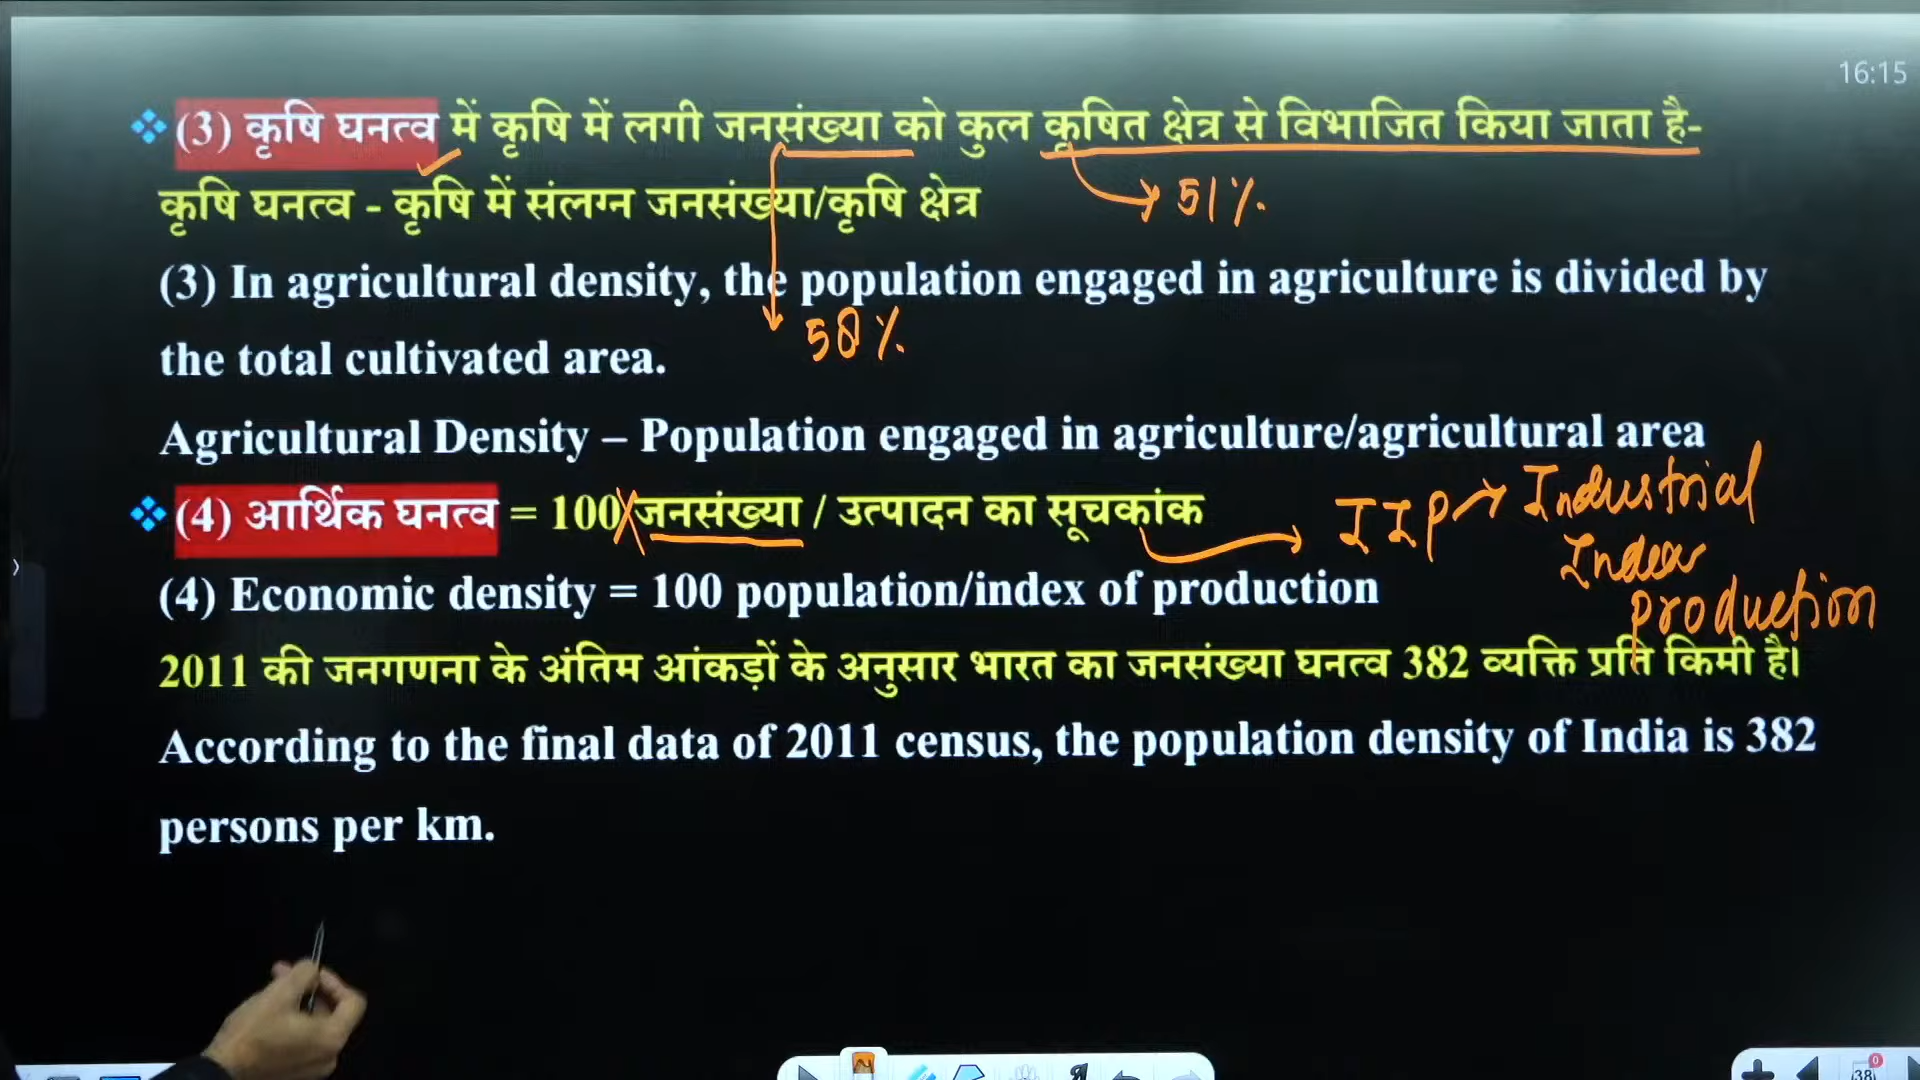 16:15
(3) कृषि घनत्व में कृषि में लगी जनसंख्या को कुल कृषित क्षेत्र से विभाजित किया जाता है-
कृषि घनत्व - कृषि में संलग्न जनसंख्या/कृषि क्षेत्र
51%
(3) In agricultural density, the population engaged in agriculture is divided by
58%
the total cultivated area.
Agricultural Density – Population engaged in agriculture/agricultural area
(4) आर्थिक घनत्व = 100 x जनसंख्या / उत्पादन का सूचकांक
IIP → Industrial
Index
production
(4) Economic density = 100 population/index of production
2011 की जनगणना के अंतिम आंकड़ों के अनुसार भारत का जनसंख्या घनत्व 382 व्यक्ति प्रति किमी है।
According to the final data of 2011 census, the population density of India is 382
persons per km.
38
0